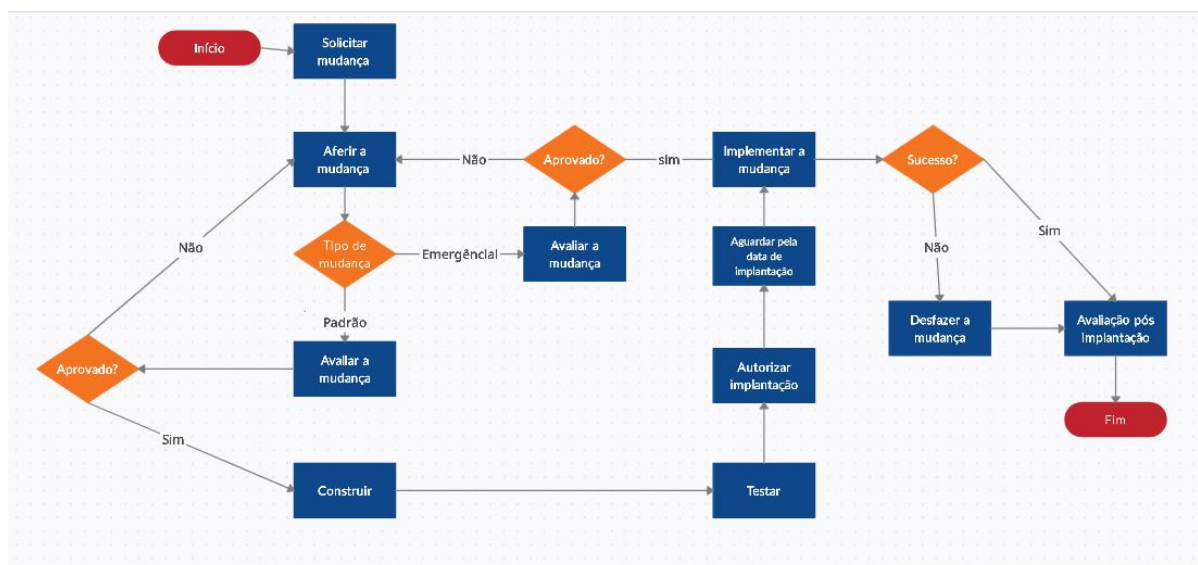 Início
Solicitar
mudança
Aferir a
mudança
Não
Aprovado?
sim
Implementar a
mudança
Sucesso?
Tipo de
mudança
Emergêncial
Avaliar a
mudança
Aguardar pela
data de
implantação
Não
Sim
Não
Padrão
Avaliar a
mudança
Aprovado?
Autorizar
implantação
Desfazer a
mudança
Avaliação pós
implantação
Fim
Sim
Construir
Testar